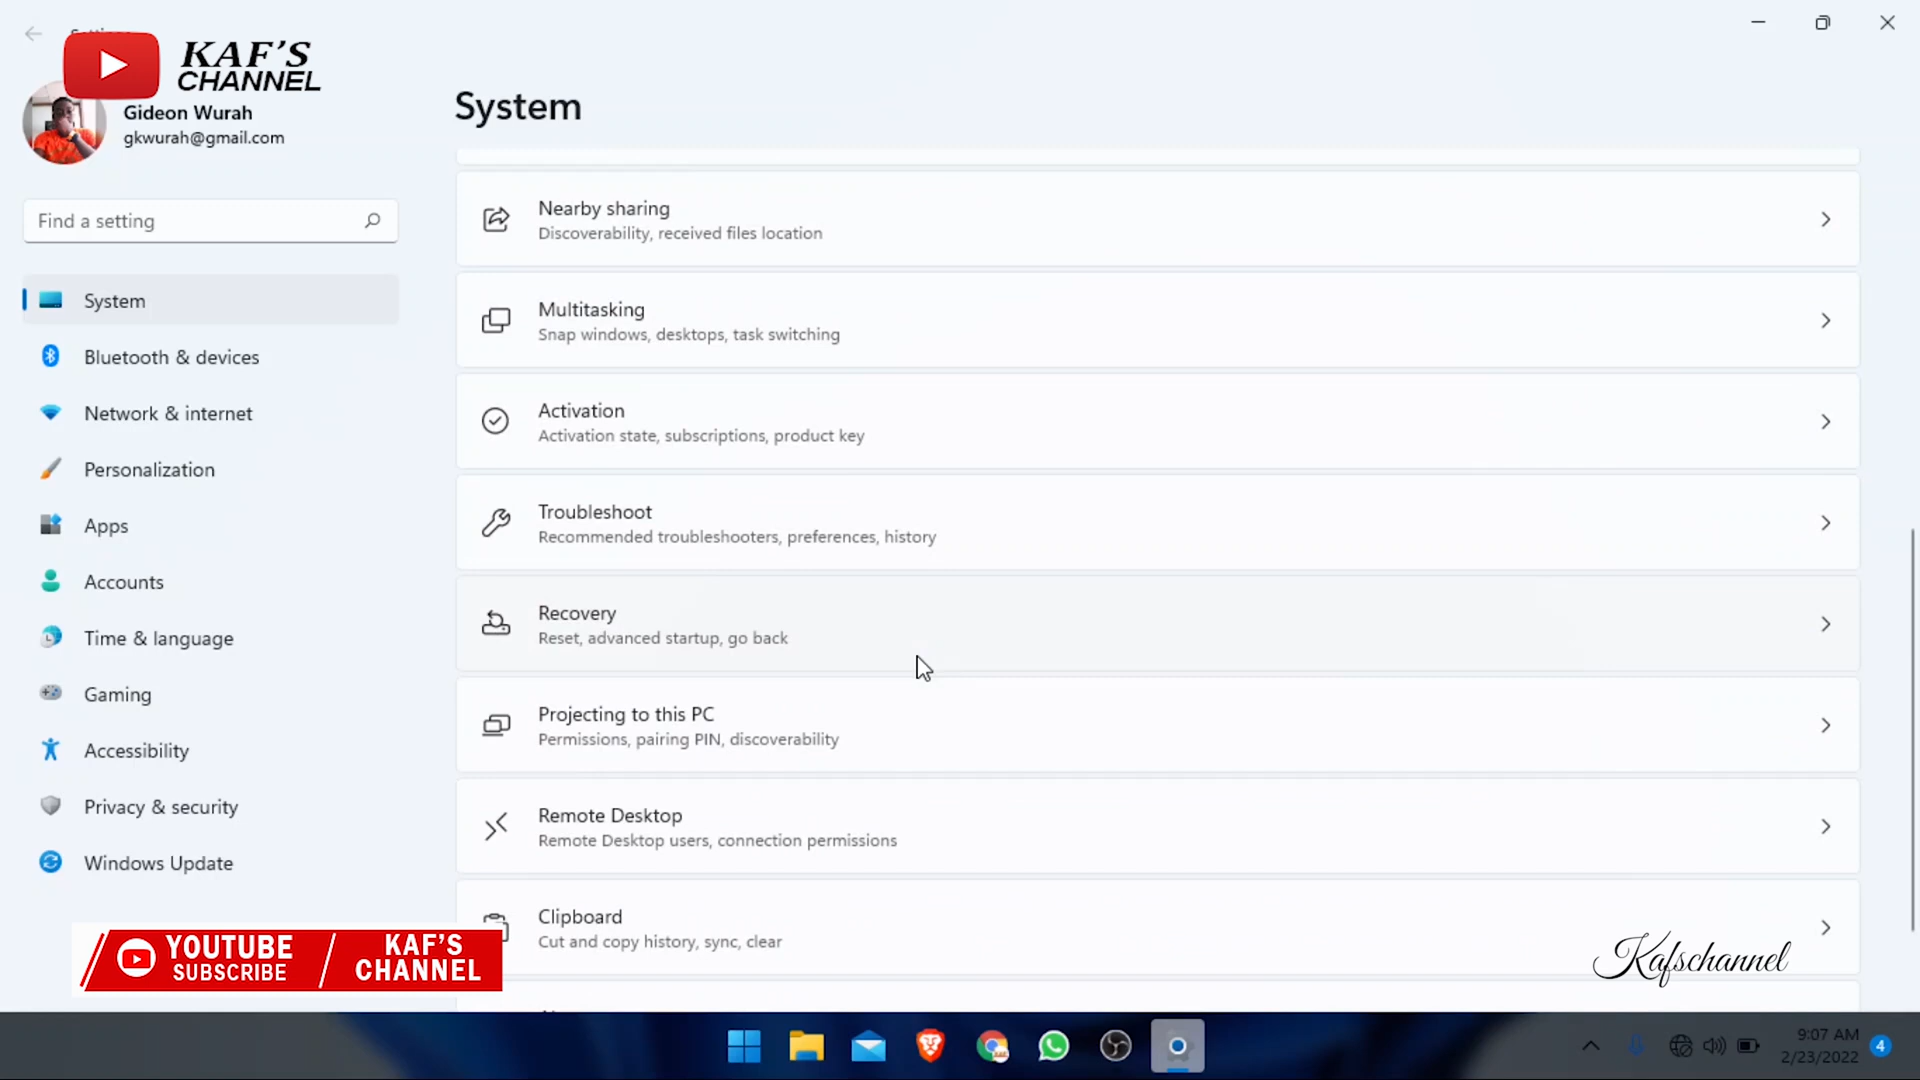 KAF'S
CHANNEL
Gideon Wurah
gkwurah@gmail.com
Find a setting
System
Bluetooth & devices
Network & internet
Personalization
Apps
Accounts
Time & language
Gaming
Accessibility
Privacy & security
Windows Update
System
Nearby sharing
Discoverability, received files location
Multitasking
Snap windows, desktops, task switching
Activation
Activation state, subscriptions, product key
Troubleshoot
Recommended troubleshooters, preferences, history
Recovery
Reset, advanced startup, go back
Projecting to this PC
Permissions, pairing PIN, discoverability
Remote Desktop
Remote Desktop users, connection permissions
Clipboard
Cut and copy history, sync, clear
YOUTUBE
SUBSCRIBE
KAF'S
CHANNEL
Kafschannel
9:07 AM
2/23/2022
4